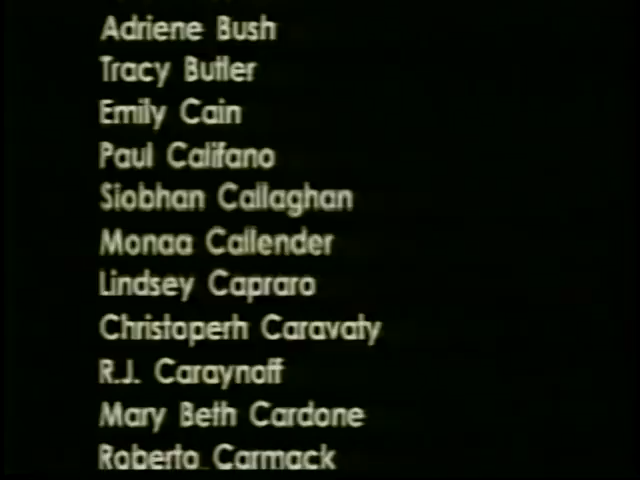 Adriene Bush
Tracy Butler
Emily Cain
Paul Califano
Siobhan Callaghan
Monaa Callender
Lindsey Capraro
Christoperh Caravaty
R.J. Caraynoff
Mary Beth Cardone
Roberto Carmack